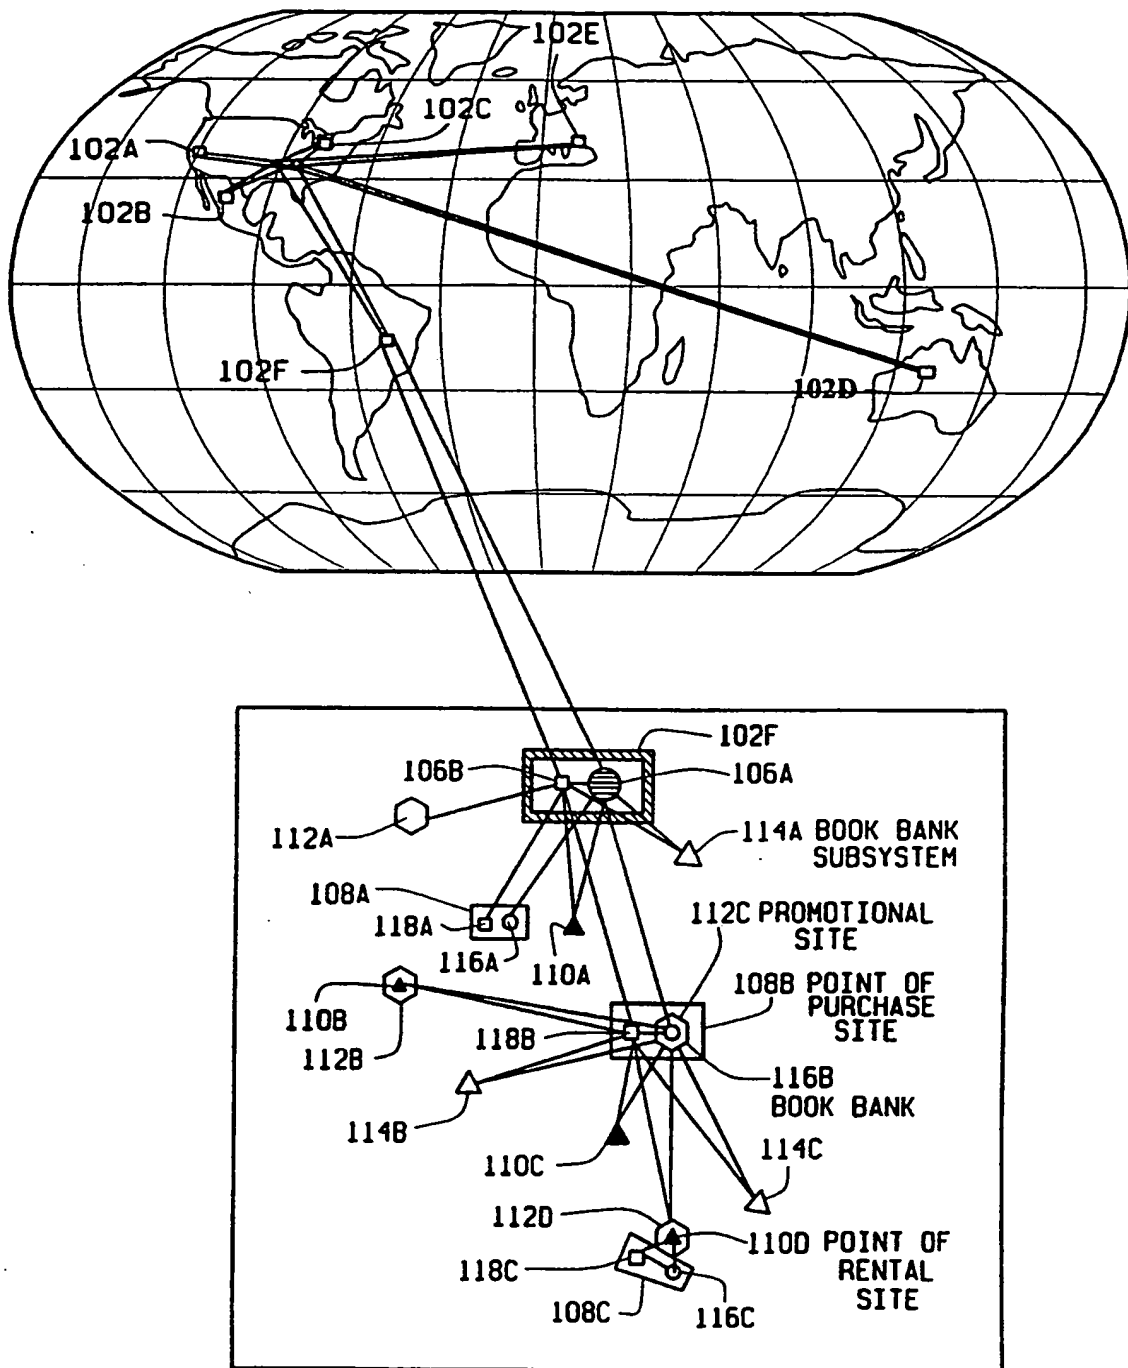 102E
102C
102A
102B
102F
102D
102F
106B
106A
112A
114A BOOK BANK
SUBSYSTEM
108A
118A
116A
110A
112C PROMOTIONAL
SITE
110B
112B
118B
108B POINT OF
PURCHASE
SITE
116B
BOOK BANK
114B
110C
114C
112D
110D POINT OF
RENTAL
SITE
118C
108C
116C